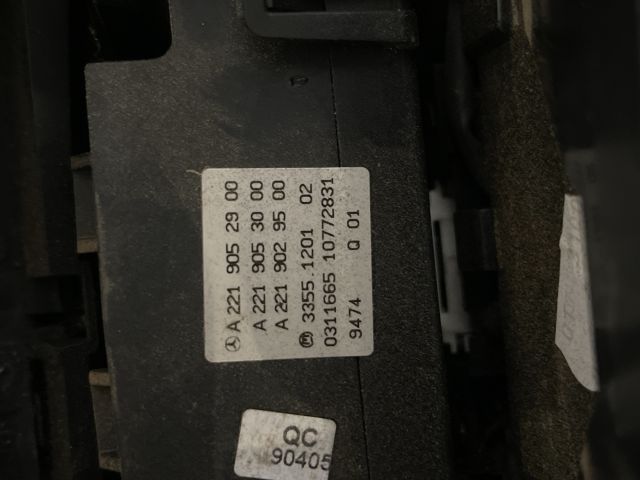 A 221 905 29 00
A 221 905 30 00
A 221 902 95 00
3355.1201 02
0311665 10772831
9474 Q 01
QC
90405